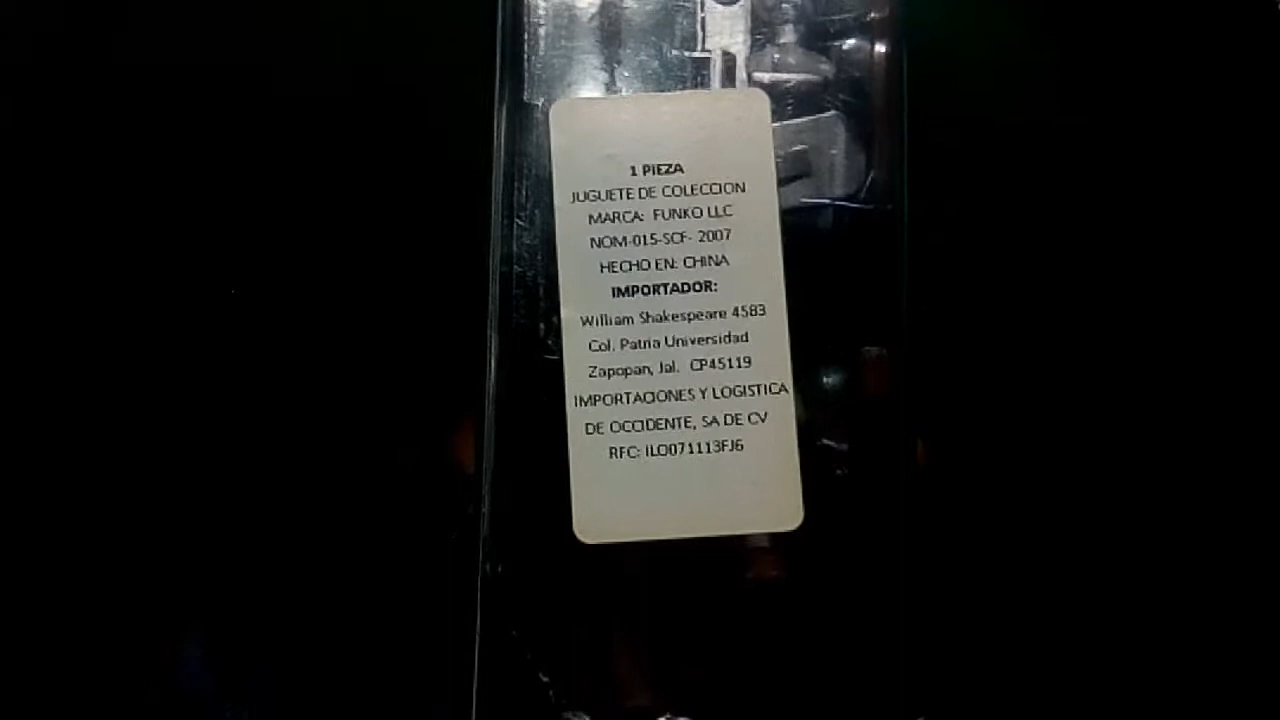 1 PIEZA
JUGUETE DE COLECCION
MARCA: FUNKO LLC
NOM-015-SCF- 2007
HECHO EN: CHINA
IMPORTADOR:
William Shakespeare 4583
Col. Patria Universidad
Zapopan, Jal. CP45119
IMPORTACIONES Y LOGISTICA
DE OCCIDENTE, SA DE CV
RFC: ILO071113FJ6